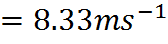 = 8.33ms⁻¹